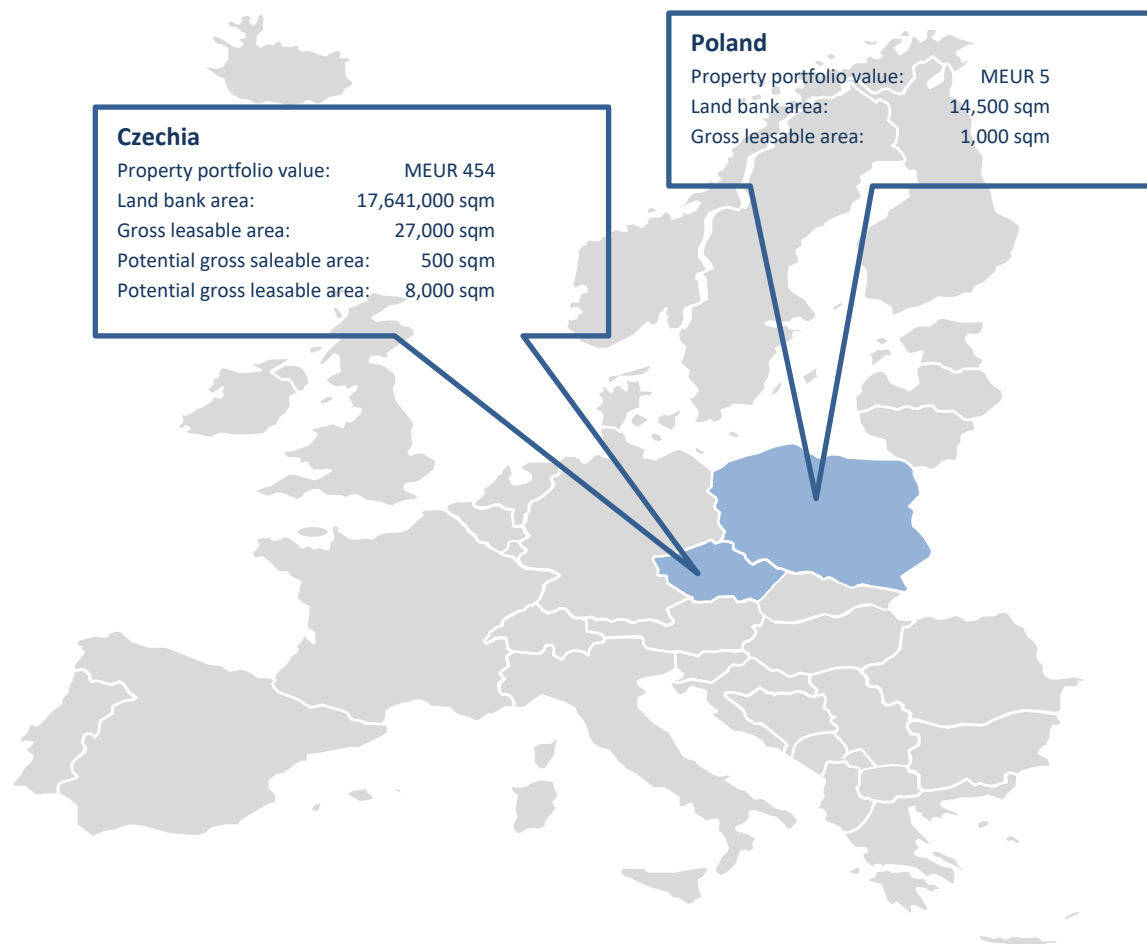 Poland
Property portfolio value: MEUR 5
Land bank area: 14,500 sqm
Gross leasable area: 1,000 sqm
Czechia
Property portfolio value: MEUR 454
Land bank area: 17,641,000 sqm
Gross leasable area: 27,000 sqm
Potential gross saleable area: 500 sqm
Potential gross leasable area: 8,000 sqm